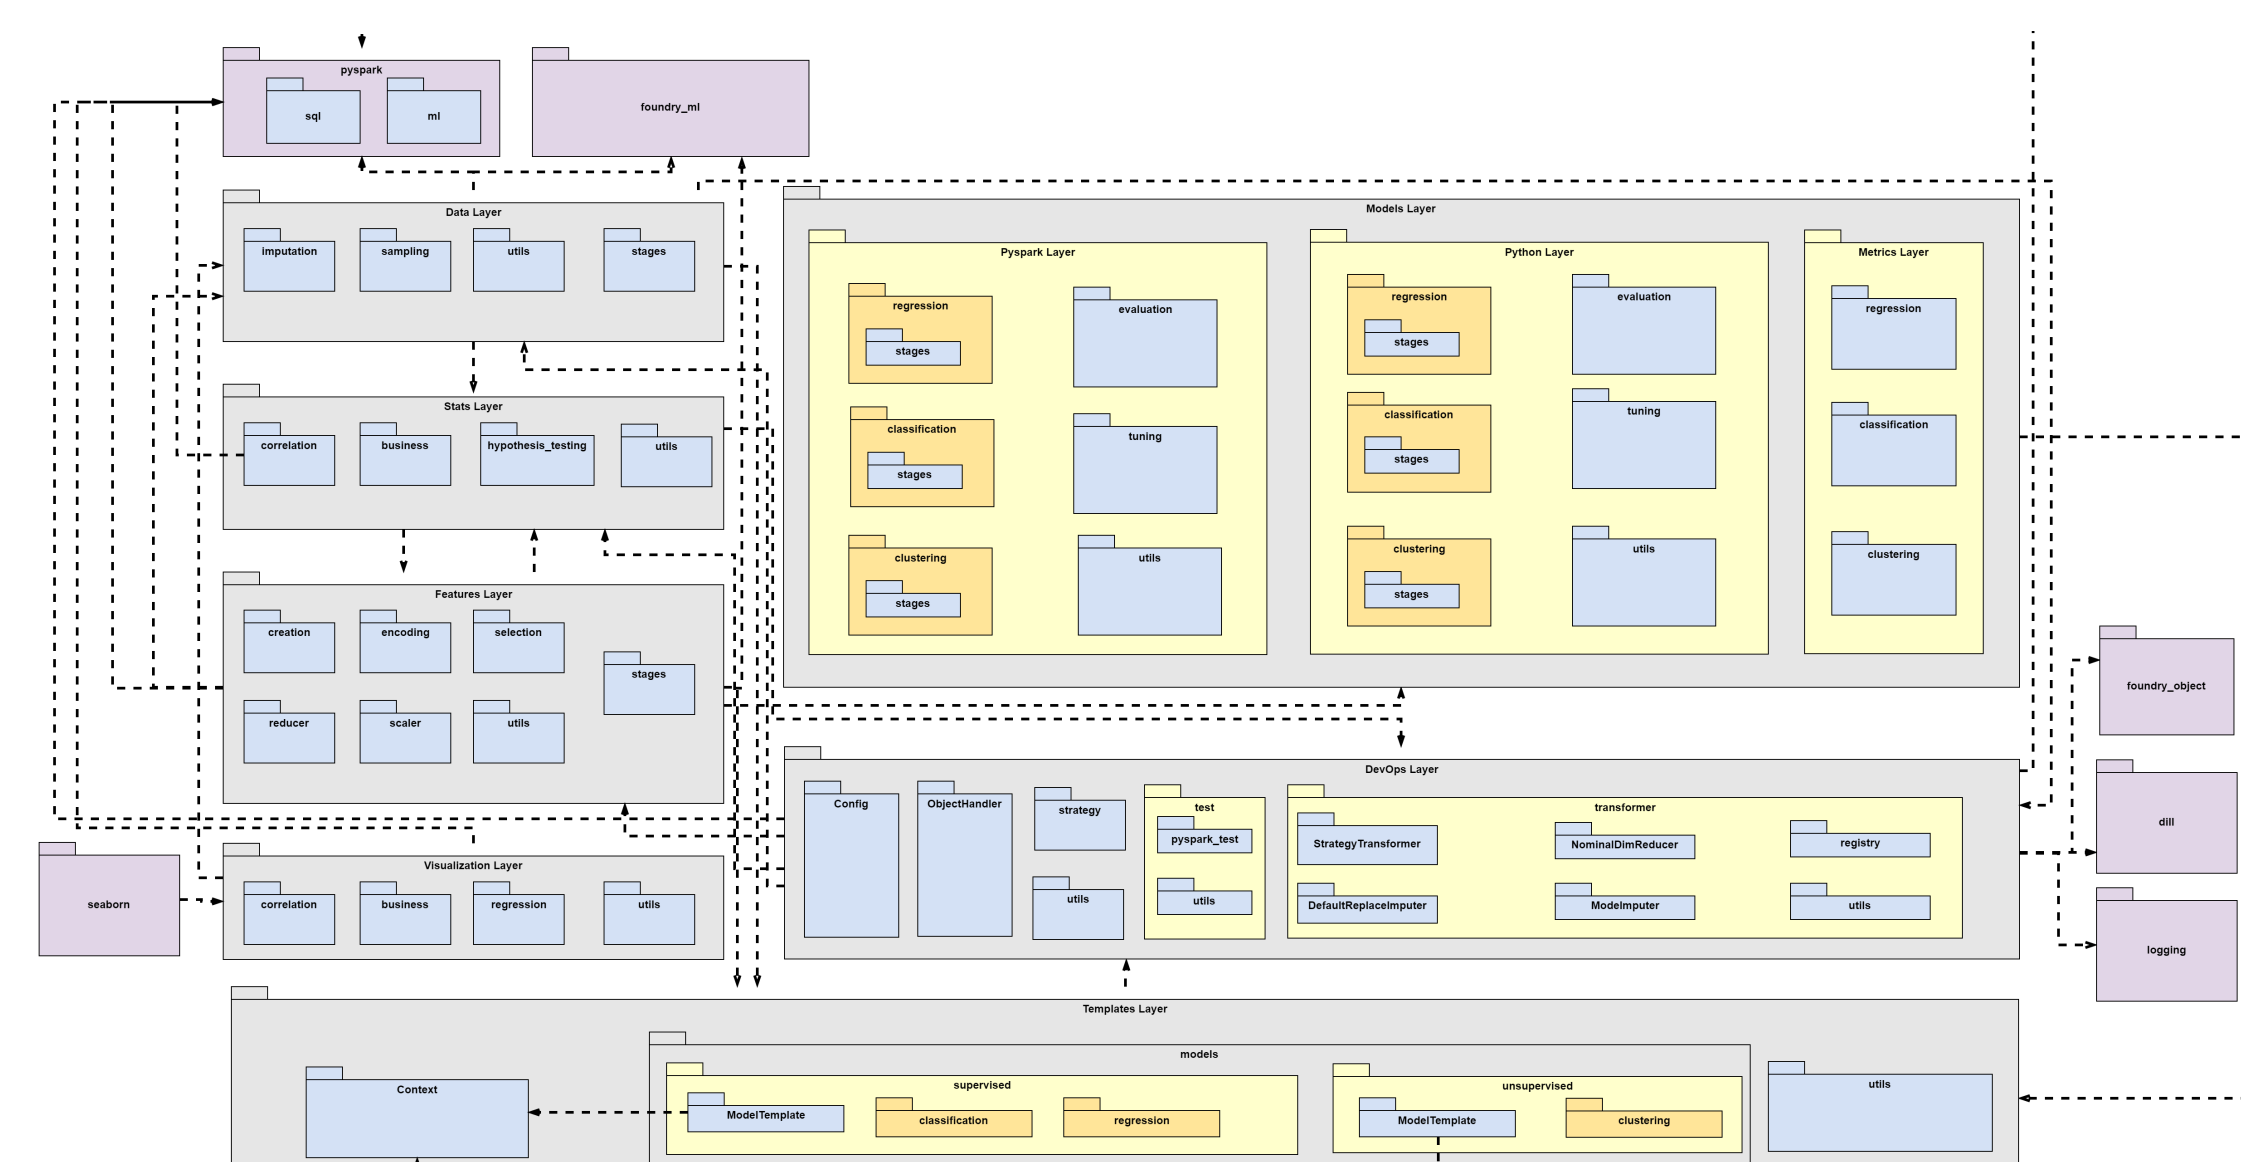 pyspark
sql
ml
foundry_ml
Data Layer
imputation
sampling
utils
stages
Stats Layer
correlation
business
hypothesis_testing
utils
Features Layer
creation
encoding
selection
stages
reducer
scaler
utils
Visualization Layer
correlation
business
regression
utils
seaborn
Models Layer
Pyspark Layer
regression
stages
evaluation
classification
stages
tuning
clustering
stages
utils
Python Layer
regression
stages
evaluation
classification
stages
tuning
clustering
stages
utils
Metrics Layer
regression
classification
clustering
DevOps Layer
Config
ObjectHandler
strategy
utils
test
pyspark_test
utils
transformer
StrategyTransformer
NominalDimReducer
registry
DefaultReplaceImputer
ModeImputer
utils
foundry_object
dill
logging
Templates Layer
Context
models
supervised
ModelTemplate
classification
regression
unsupervised
ModelTemplate
clustering
utils